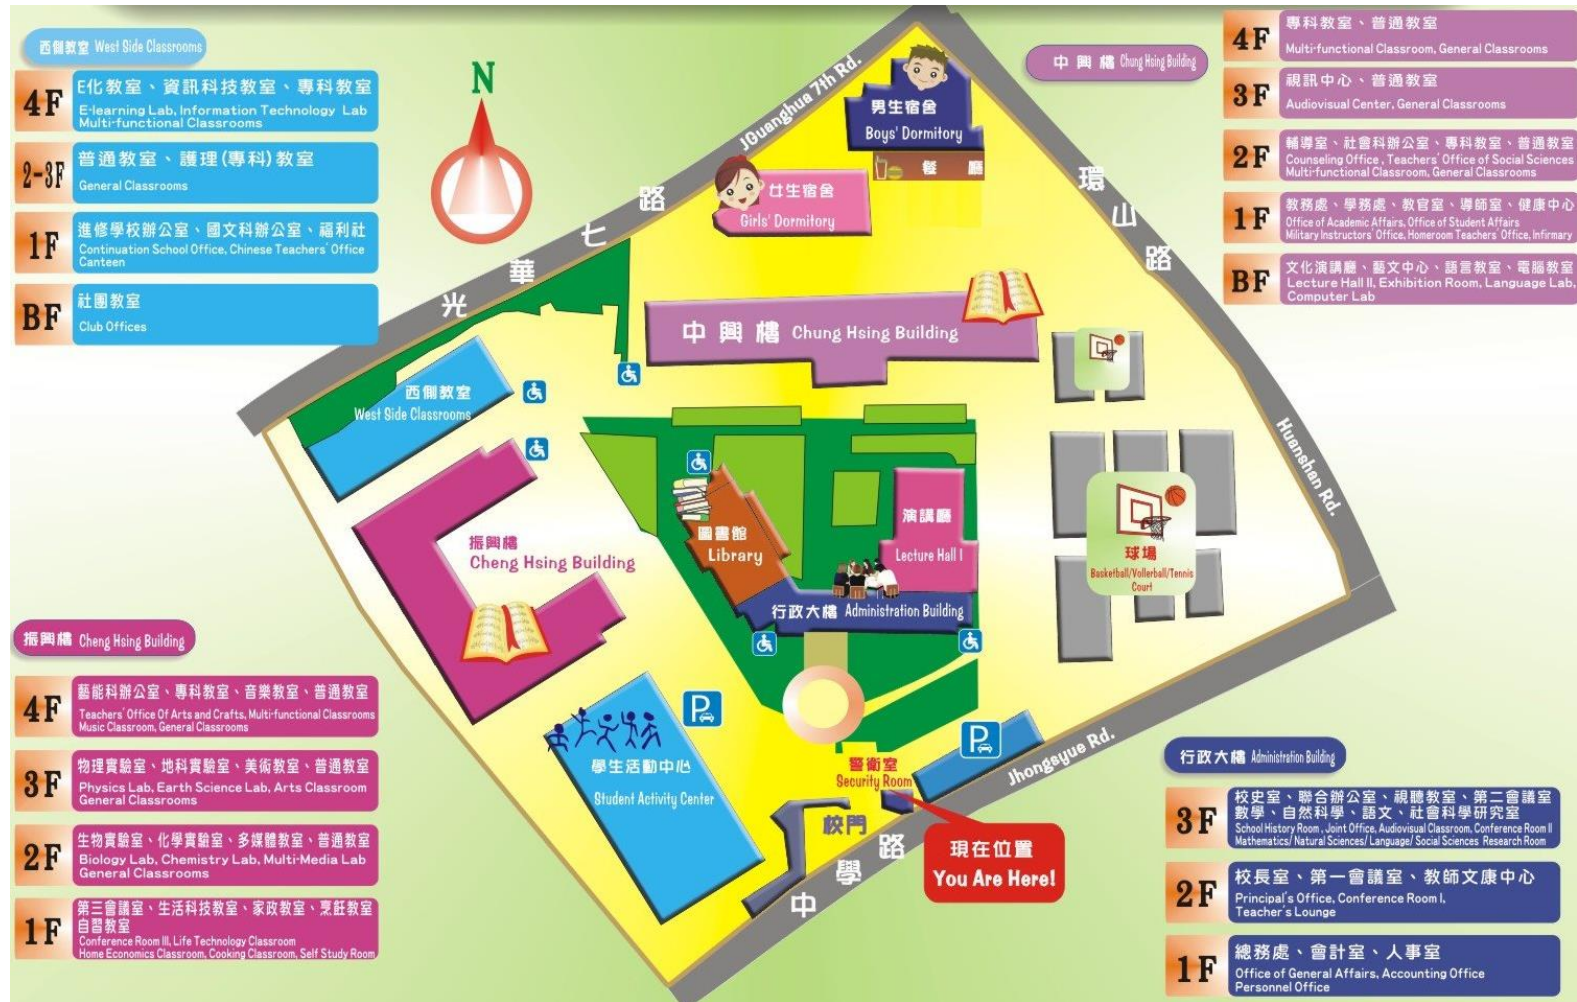 西側教室 West Side Classrooms
4F
E化教室、資訊科技教室、專科教室
E-learning Lab, Information Technology Lab
Multi-functional Classrooms
2-3F
普通教室、護理(專科)教室
General Classrooms
1F
進修學校辦公室、國文科辦公室、福利社
Continuation School Office, Chinese Teachers' Office
Canteen
BF
社團教室
Club Offices
N
中興樓 Chung Hsing Building
4F
專科教室、普通教室
Multi-functional Classroom, General Classrooms
3F
視訊中心、普通教室
Audiovisual Center, General Classrooms
2F
輔導室、社會科辦公室、專科教室、普通教室
Counseling Office , Teachers' Office of Social Sciences
Multi-functional Classroom, General Classrooms
1F
教務處、學務處、教官室、導師室、健康中心
Office of Academic Affairs, Office of Student Affairs
Military Instructors' Office, Homeroom Teachers' Office, Infirmary
BF
文化演講廳、藝文中心、語言教室、電腦教室
Lecture Hall II, Exhibition Room, Language Lab,
Computer Lab
JGuanghua 7th Rd.
光華七路
環山路
Huanshan Rd.
男生宿舍
Boys' Dormitory
餐廳
女生宿舍
Girls' Dormitory
中興樓 Chung Hsing Building
西側教室
West Side Classrooms
振興樓
Cheng Hsing Building
圖書館
Library
演講廳
Lecture Hall I
行政大樓 Administration Building
球場
Basketball/Vollerball/Tennis
Court
P
學生活動中心
Student Activity Center
P
警衛室
Security Room
校門
現在位置
You Are Here!
Jhongsyue Rd.
中學路
振興樓 Cheng Hsing Building
4F
藝能科辦公室、專科教室、音樂教室、普通教室
Teachers' Office Of Arts and Crafts, Multi-functional Classrooms
Music Classroom, General Classrooms
3F
物理實驗室、地科實驗室、美術教室、普通教室
Physics Lab, Earth Science Lab, Arts Classroom
General Classrooms
2F
生物實驗室、化學實驗室、多媒體教室、普通教室
Biology Lab, Chemistry Lab, Multi-Media Lab
General Classrooms
1F
第三會議室、生活科技教室、家政教室、烹飪教室
自習教室
Conference Room III, Life Technology Classroom
Home Economics Classroom, Cooking Classroom, Self Study Room
行政大樓 Administration Building
3F
校史室、聯合辦公室、視聽教室、第二會議室
數學、自然科學、語文、社會科學研究室
School History Room , Joint Office, Audiovisual Classroom, Conference Room II
Mathematics/ Natural Sciences/ Language/ Social Sciences Research Room
2F
校長室、第一會議室、教師文康中心
Principal's Office, Conference Room I,
Teacher's Lounge
1F
總務處、會計室、人事室
Office of General Affairs, Accounting Office
Personnel Office